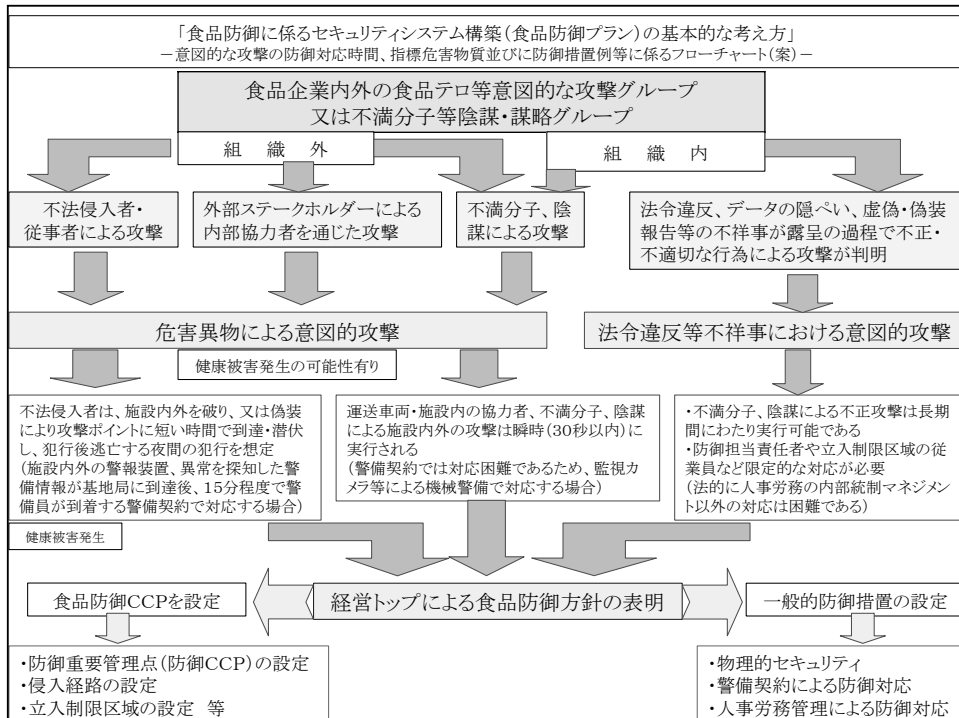 「食品防御に係るセキュリティシステム構築(食品防御プラン)の基本的な考え方」
－意図的な攻撃の防御対応時間、指標危害物質並びに防御措置例等に係るフローチャート(案)－
食品企業内外の食品テロ等意図的な攻撃グループ
又は不満分子等陰謀・謀略グループ
組　織　外
組　織　内
不法侵入者・
従事者による攻撃
外部ステークホルダーによる
内部協力者を通じた攻撃
不満分子、陰
謀による攻撃
法令違反、データの隠ぺい、虚偽・偽装
報告等の不祥事が露呈の過程で不正・
不適切な行為による攻撃が判明
危害異物による意図的攻撃
法令違反等不祥事における意図的攻撃
健康被害発生の可能性有り
不法侵入者は、施設内外を破り、又は偽装
により攻撃ポイントに短い時間で到達・潜伏
し、犯行後逃亡する夜間の犯行を想定
(施設内外の警報装置、異常を探知した警
備情報が基地局に到達後、15分程度で警
備員が到着する警備契約で対応する場合)
運送車両・施設内の協力者、不満分子、陰謀
による施設内外の攻撃は瞬時(30秒以内)に
実行される
(警備契約では対応困難であるため、監視カ
メラ等による機械警備で対応する場合)
・不満分子、陰謀による不正攻撃は長期
間にわたり実行可能である
・防御担当責任者や立入制限区域の従
業員など限定的な対応が必要
(法的に人事労務の内部統制マネジメン
ト以外の対応は困難である)
健康被害発生
食品防御CCPを設定
経営トップによる食品防御方針の表明
一般的防御措置の設定
・防御重要管理点(防御CCP)の設定
・侵入経路の設定
・立入制限区域の設定　等
・物理的セキュリティ
・警備契約による防御対応
・人事労務管理による防御対応